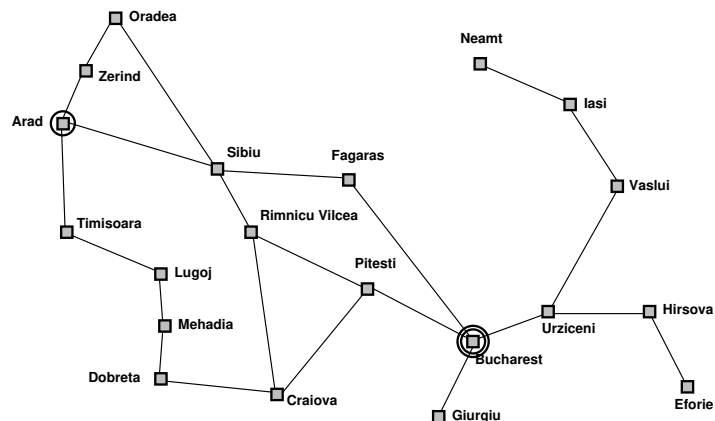 Oradea
Neamt
Zerind
Iasi
Arad
Sibiu
Fagaras
Vaslui
Timisoara
Rimnicu Vilcea
Pitesti
Lugoj
Hirsova
Mehadia
Urziceni
Bucharest
Dobreta
Craiova
Eforie
Giurgiu